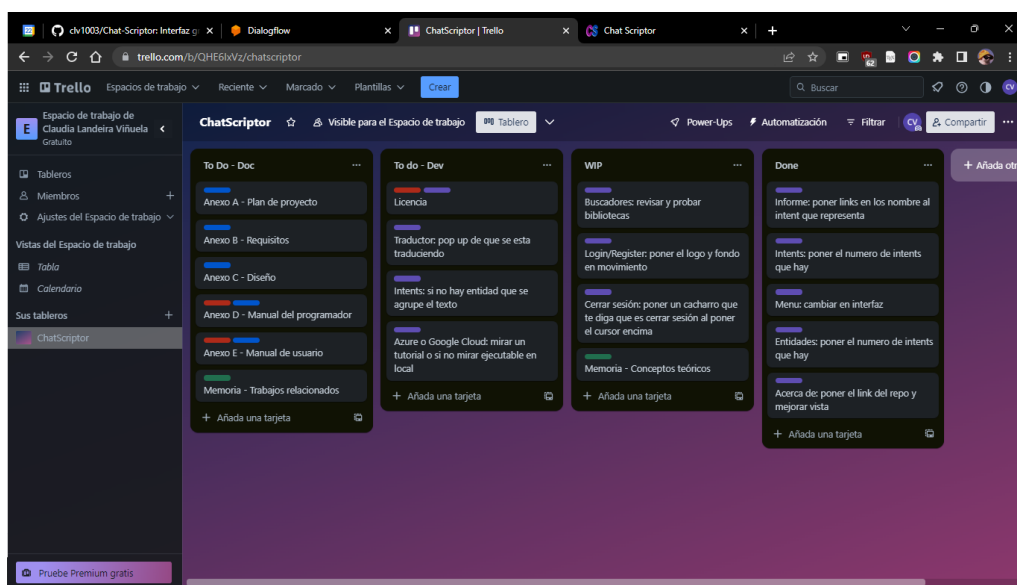 clv1003/Chat-Scriptor: Interfaz g
Dialogflow
ChatScriptor | Trello
Chat Scriptor
trello.com/b/QHE6lxVz/chatscriptor
62
Trello
Espacios de trabajo
Reciente
Marcado
Plantillas
Crear
Buscar
CV
E
Espacio de trabajo de
Claudia Landeira Viñuela
Gratuito
ChatScriptor
Visible para el Espacio de trabajo
Tablero
Power-Ups
Automatización
Filtrar
CV
Compartir
Tableros
Miembros
Ajustes del Espacio de trabajo
Vistas del Espacio de trabajo
Tabla
Calendario
Sus tableros
ChatScriptor
Pruebe Premium gratis
To Do - Doc
Anexo A - Plan de proyecto
Anexo B - Requisitos
Anexo C - Diseño
Anexo D - Manual del programador
Anexo E - Manual de usuario
Memoria - Trabajos relacionados
+ Añada una tarjeta
To do - Dev
Licencia
Traductor: pop up de que se esta
traduciendo
Intents: si no hay entidad que se
agrupe el texto
Azure o Google Cloud: mirar un
tutorial o si no mirar ejecutable en
local
+ Añada una tarjeta
WIP
Buscadores: revisar y probar
bibliotecas
Login/Register: poner el logo y fondo
en movimiento
Cerrar sesión: poner un cacharro que
te diga que es cerrar sesión al poner
el cursor encima
Memoria - Conceptos teóricos
+ Añada una tarjeta
Done
Informe: poner links en los nombre al
intent que representa
Intents: poner el numero de intents
que hay
Menu: cambiar en interfaz
Entidades: poner el numero de intents
que hay
Acerca de: poner el link del repo y
mejorar vista
+ Añada una tarjeta
+ Añada otr